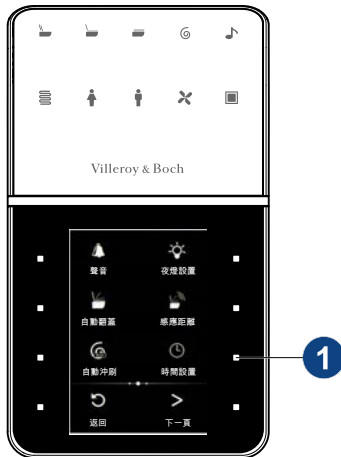 Villeroy & Boch
聲音 夜燈設置
自動翻蓋 感應距離
自動沖刷 時間設置
返回 下一頁
1